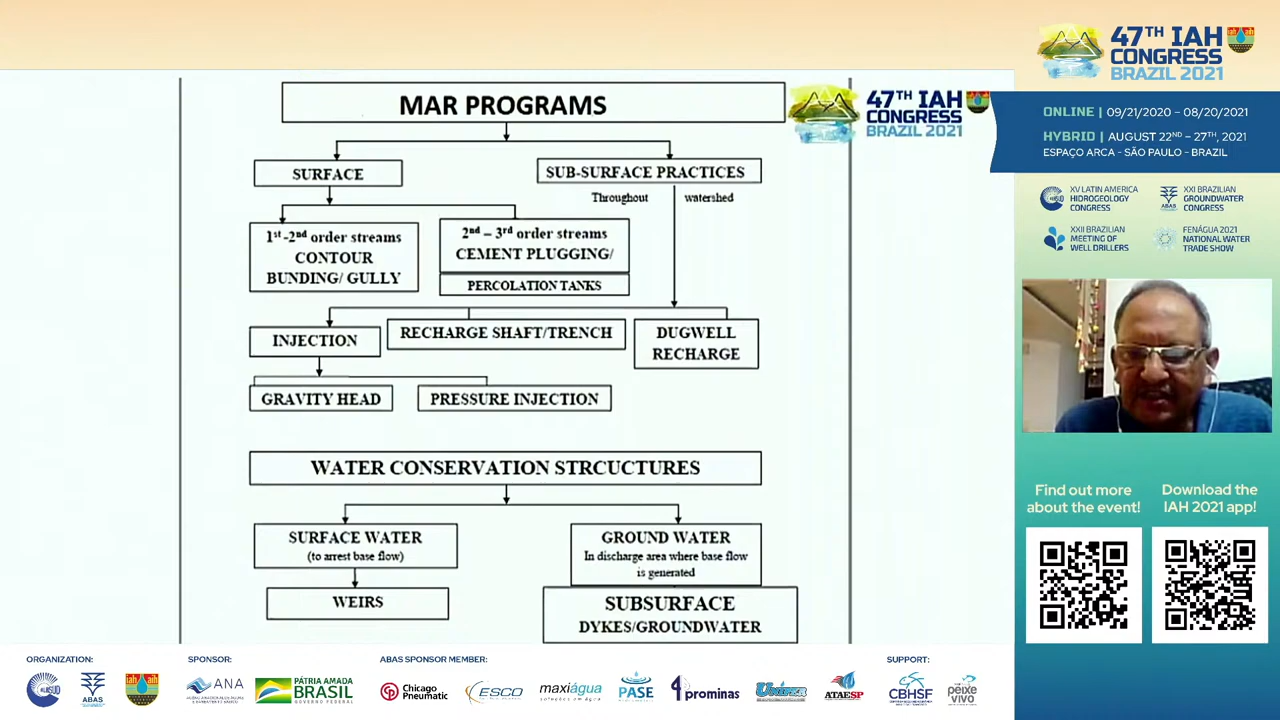 MAR PROGRAMS
SURFACE
SUB-SURFACE PRACTICES
Throughout watershed
1st -2nd order streams
CONTOUR
BUNDING/ GULLY
2nd – 3rd order streams
CEMENT PLUGGING/
PERCOLATION TANKS
INJECTION
RECHARGE SHAFT/TRENCH
DUGWELL
RECHARGE
GRAVITY HEAD
PRESSURE INJECTION
WATER CONSERVATION STRCUCTURES
SURFACE WATER
(to arrest base flow)
WEIRS
GROUND WATER
In discharge area where base flow
is generated
SUBSURFACE
DYKES/GROUNDWATER
47TH IAH
CONGRESS
BRAZIL 2021
47TH IAH
CONGRESS
BRAZIL 2021
ONLINE | 09/21/2020 – 08/20/2021
HYBRID | AUGUST 22ND – 27TH, 2021
ESPAÇO ARCA - SÃO PAULO - BRAZIL
XV LATIN AMERICA
HIDROGEOLOGY
CONGRESS
XXI BRAZILIAN
GROUNDWATER
CONGRESS
XXII BRAZILIAN
MEETING OF
WELL DRILLERS
FENÁGUA 2021
NATIONAL WATER
TRADE SHOW
Find out more
about the event!
Download the
IAH 2021 app!
ORGANIZATION:
ABAS
SPONSOR:
ANA
PÁTRIA AMADA
BRASIL
GOVERNO FEDERAL
ABAS SPONSOR MEMBER:
Chicago
Pneumatic
ESCO
maxiágua
PASE
prominas
ATAESP
SUPPORT:
CBHSF
peixe
vivo